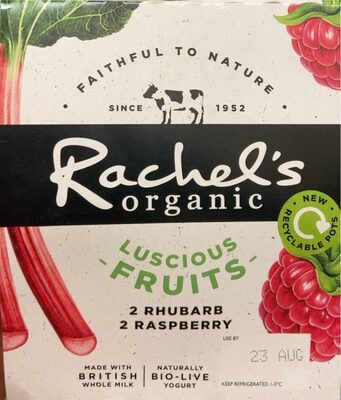 FAITHFUL TO NATURE
SINCE 1952
Rachel's
organic
NEW
RECYCLABLE POTS
LUSCIOUS
- FRUITS -
2 RHUBARB
2 RASPBERRY
USE BY
23 AUG
MADE WITH
BRITISH
WHOLE MILK
NATURALLY
BIO-LIVE
YOGURT
KEEP REFRIGERATED 1-5°C